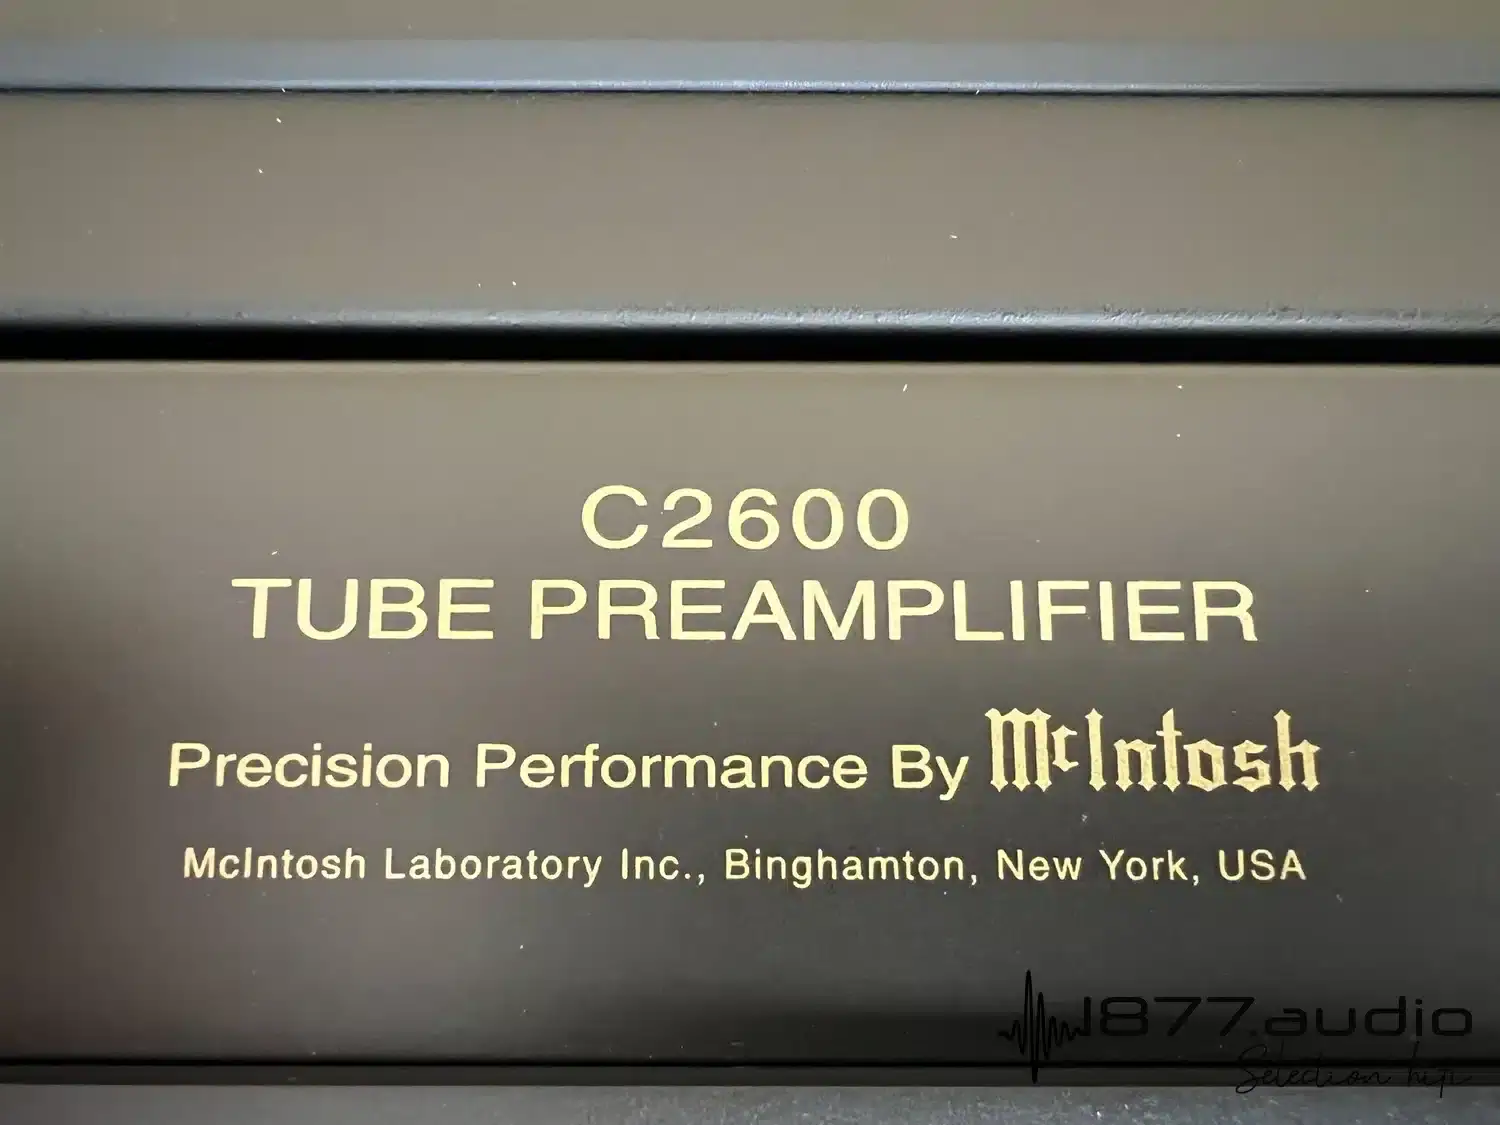 C2600
TUBE PREAMPLIFIER
Precision Performance By McIntosh
McIntosh Laboratory Inc., Binghamton, New York, USA
1877.audio
Selection hifi